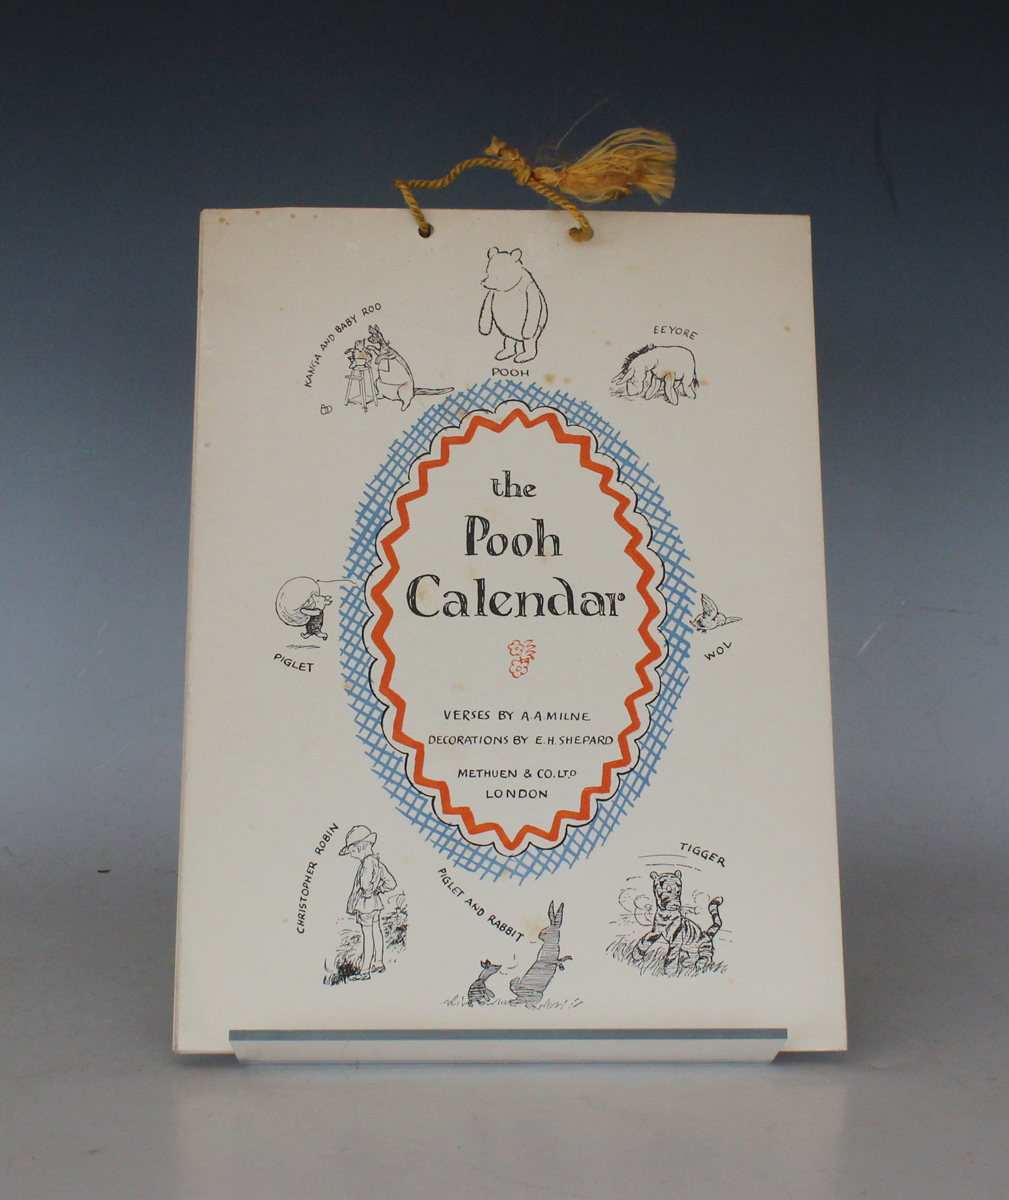 KANGA AND BABY ROO
POOH
EEYORE
the
Pooh
Calendar
PIGLET
WOL
VERSES BY A.A.MILNE
DECORATIONS BY E.H.SHEPARD
METHUEN & CO. LTD
LONDON
CHRISTOPHER ROBIN
PIGLET AND RABBIT
TIGGER